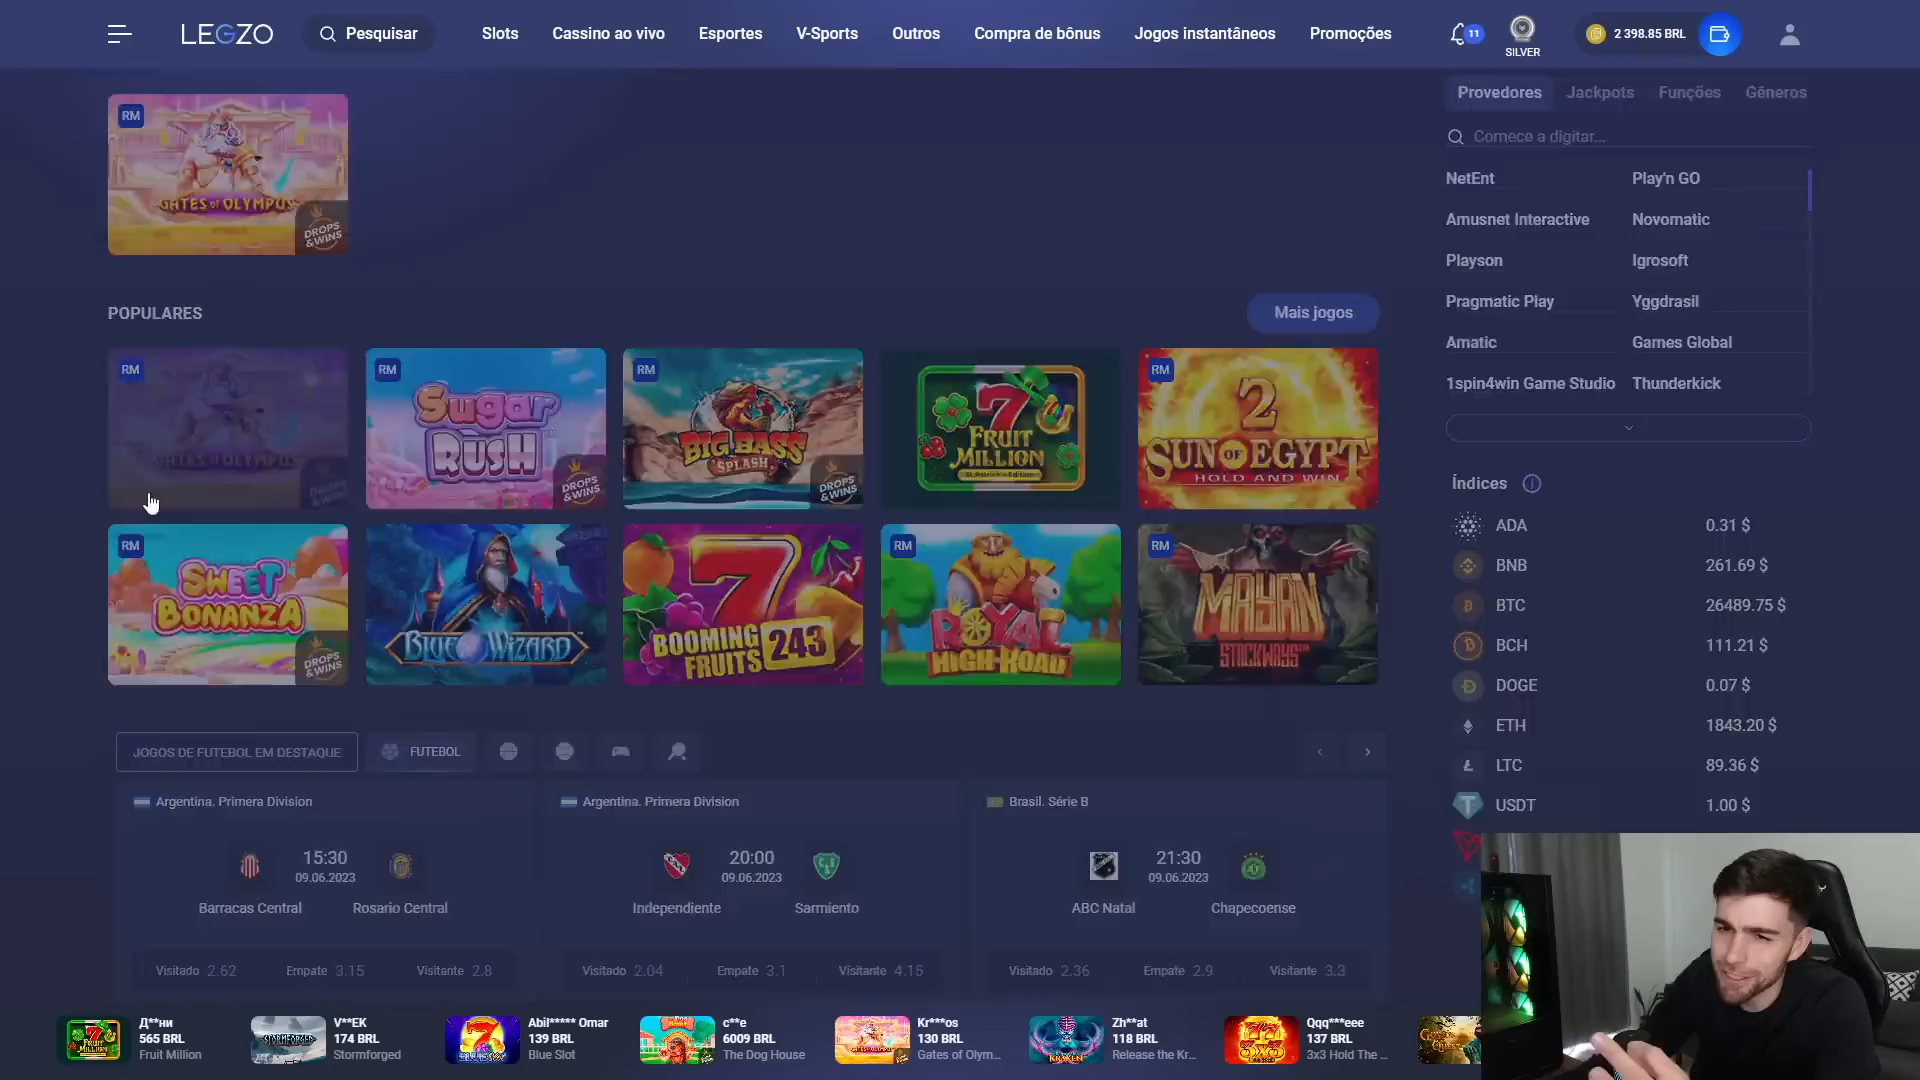 LEGZO
Pesquisar
Slots
Cassino ao vivo
Esportes
V-Sports
Outros
Compra de bônus
Jogos instantâneos
Promoções
11
SILVER
2 398.85 BRL
RM
GATES of OLYMPUS
DROPS & WINS
Provedores
Jackpots
Funções
Gêneros
Comece a digitar...
NetEnt
Play'n GO
Amusnet Interactive
Novomatic
Playson
Igrosoft
Pragmatic Play
Yggdrasil
Amatic
Games Global
1spin4win Game Studio
Thunderkick
POPULARES
Mais jogos
RM
GATES of OLYMPUS
DROPS & WINS
RM
Sugar
RUSH
DROPS & WINS
RM
BIG BASS
SPLASH
DROPS & WINS
7
FRUIT
MILLION
RM
2
SUN OF EGYPT
HOLD AND WIN
RM
SWEET
BONANZA
DROPS & WINS
BLUE WIZARD
7
BOOMING
FRUITS 243
RM
ROYAL
HIGH-ROAD
RM
MAYAN
STACKWAYS
Índices
ADA 0.31 $
BNB 261.69 $
BTC 26489.75 $
BCH 111.21 $
DOGE 0.07 $
ETH 1843.20 $
LTC 89.36 $
USDT 1.00 $
JOGOS DE FUTEBOL EM DESTAQUE
FUTEBOL
Argentina. Primera Division
15:30
09.06.2023
Barracas Central
Rosario Central
Visitado 2.62
Empate 3.15
Visitante 2.8
Argentina. Primera Division
20:00
09.06.2023
Independiente
Sarmiento
Visitado 2.04
Empate 3.1
Visitante 4.15
Brasil. Série B
21:30
09.06.2023
ABC Natal
Chapecoense
Visitado 2.36
Empate 2.9
Visitante 3.3
Д**ни
565 BRL
Fruit Million
V**EK
174 BRL
Stormforged
Abil***** Omar
139 BRL
Blue Slot
c**e
6009 BRL
The Dog House
Kr***os
130 BRL
Gates of Olym...
Zh**at
118 BRL
Release the Kr...
Qqq***eee
137 BRL
3x3 Hold The ...